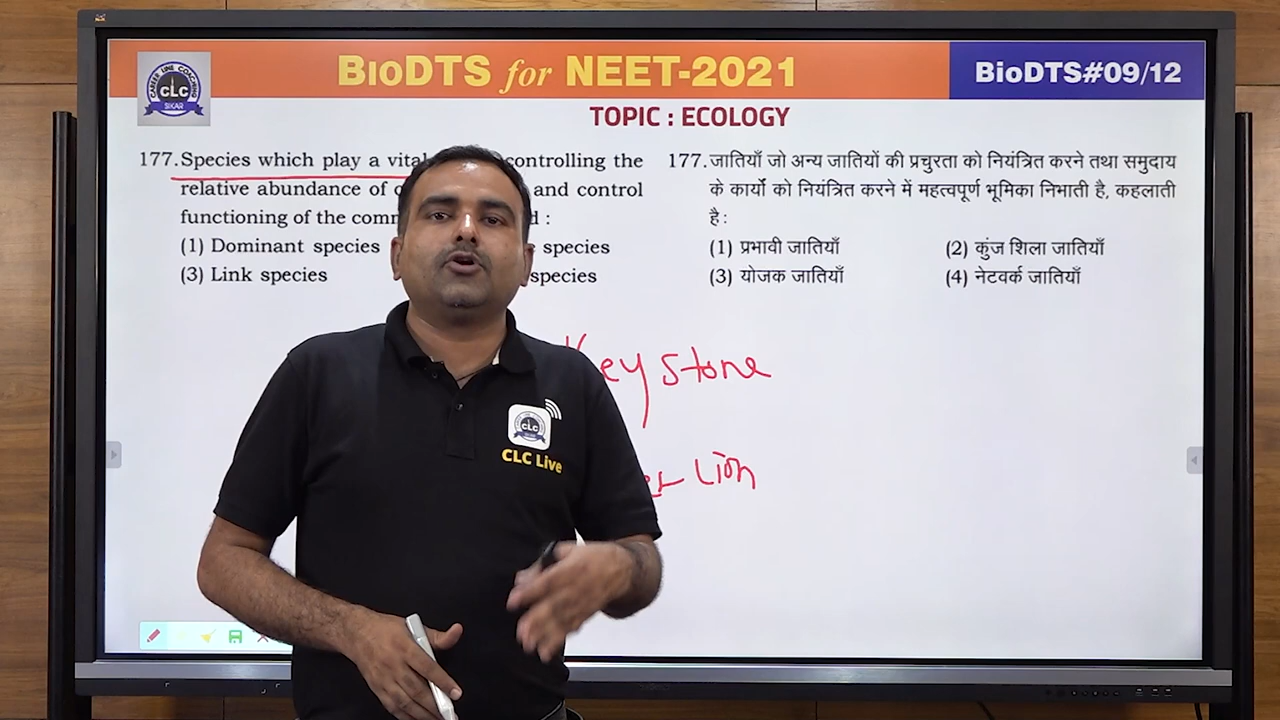 BIODTS for NEET-2021
BIODTS#09/12
CAREER LINE COACHING
CLC
SIKAR
TOPIC : ECOLOGY
177. Species which play a vital controlling the
relative abundance of and control
functioning of the
(1) Dominant species species
(3) Link species species
177. जातियाँ जो अन्य जातियों की प्रचुरता को नियंत्रित करने तथा समुदाय
के कार्यो को नियंत्रित करने में महत्वपूर्ण भूमिका निभाती है, कहलाती
है :
(1) प्रभावी जातियाँ (2) कुंज शिला जातियाँ
(3) योजक जातियाँ (4) नेटवर्क जातियाँ
Key stone
Lion
CLC
CLC Live